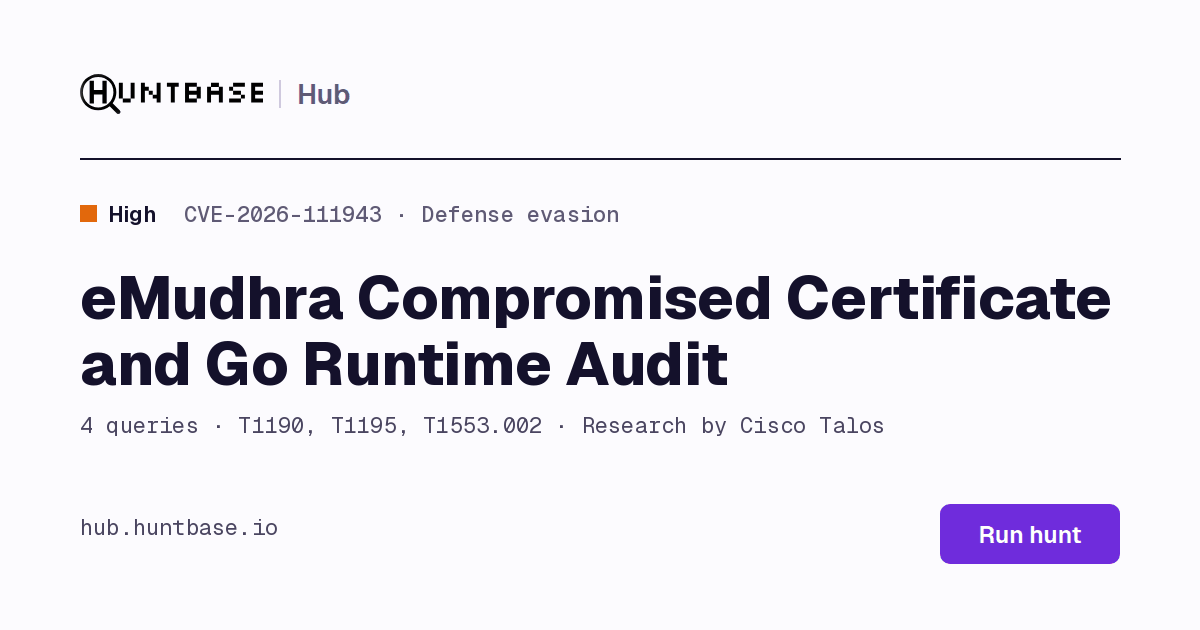 HUNTBASE | Hub
High CVE-2026-111943 · Defense evasion
eMudhra Compromised Certificate
and Go Runtime Audit
4 queries · T1190, T1195, T1553.002 · Research by Cisco Talos
hub.huntbase.io
Run hunt